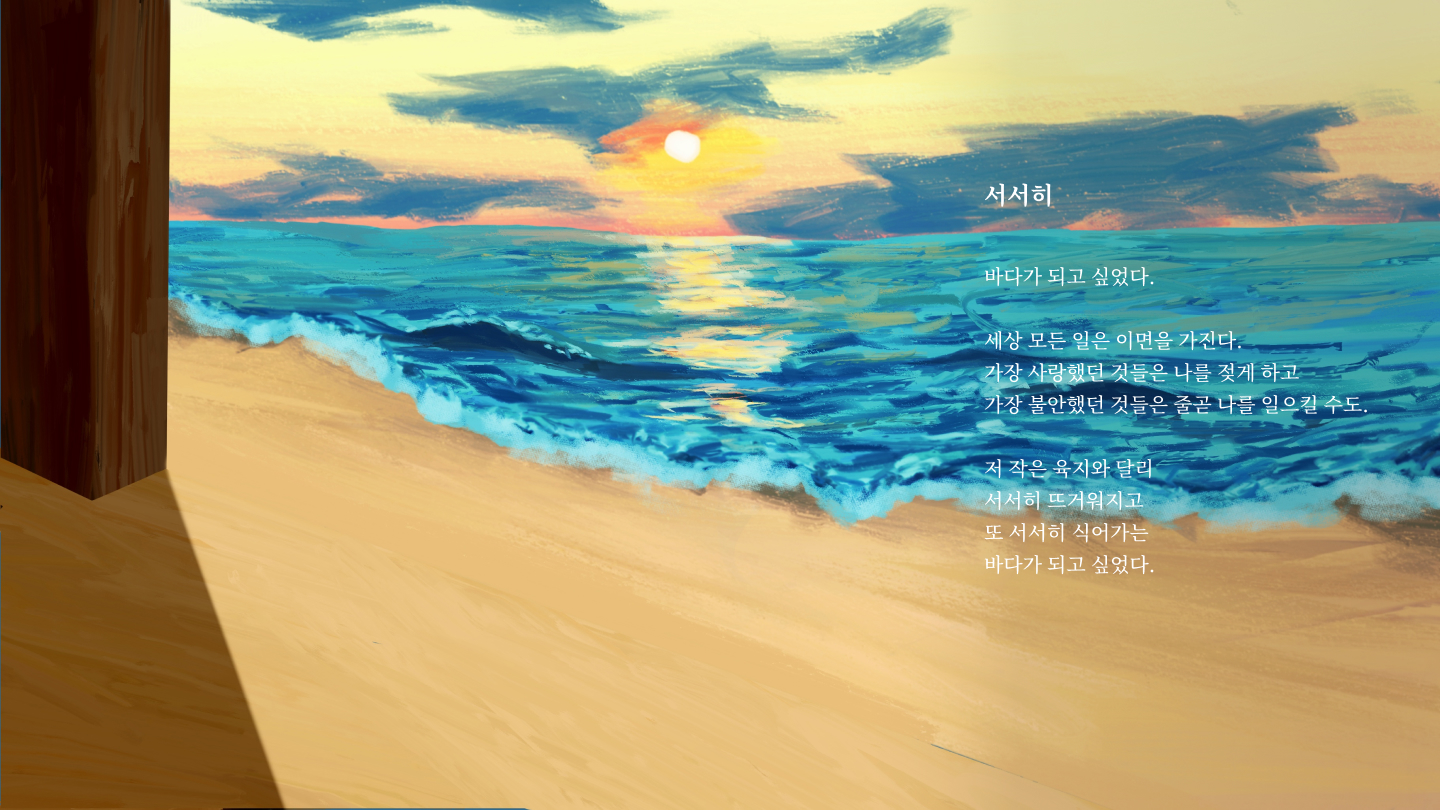 서서히
바다가 되고 싶었다.
세상 모든 일은 이면을 가진다.
가장 사랑했던 것들은 나를 젖게 하고
가장 불안했던 것들은 줄곧 나를 일으킬 수도.
저 작은 육지와 달리
서서히 뜨거워지고
또 서서히 식어가는
바다가 되고 싶었다.